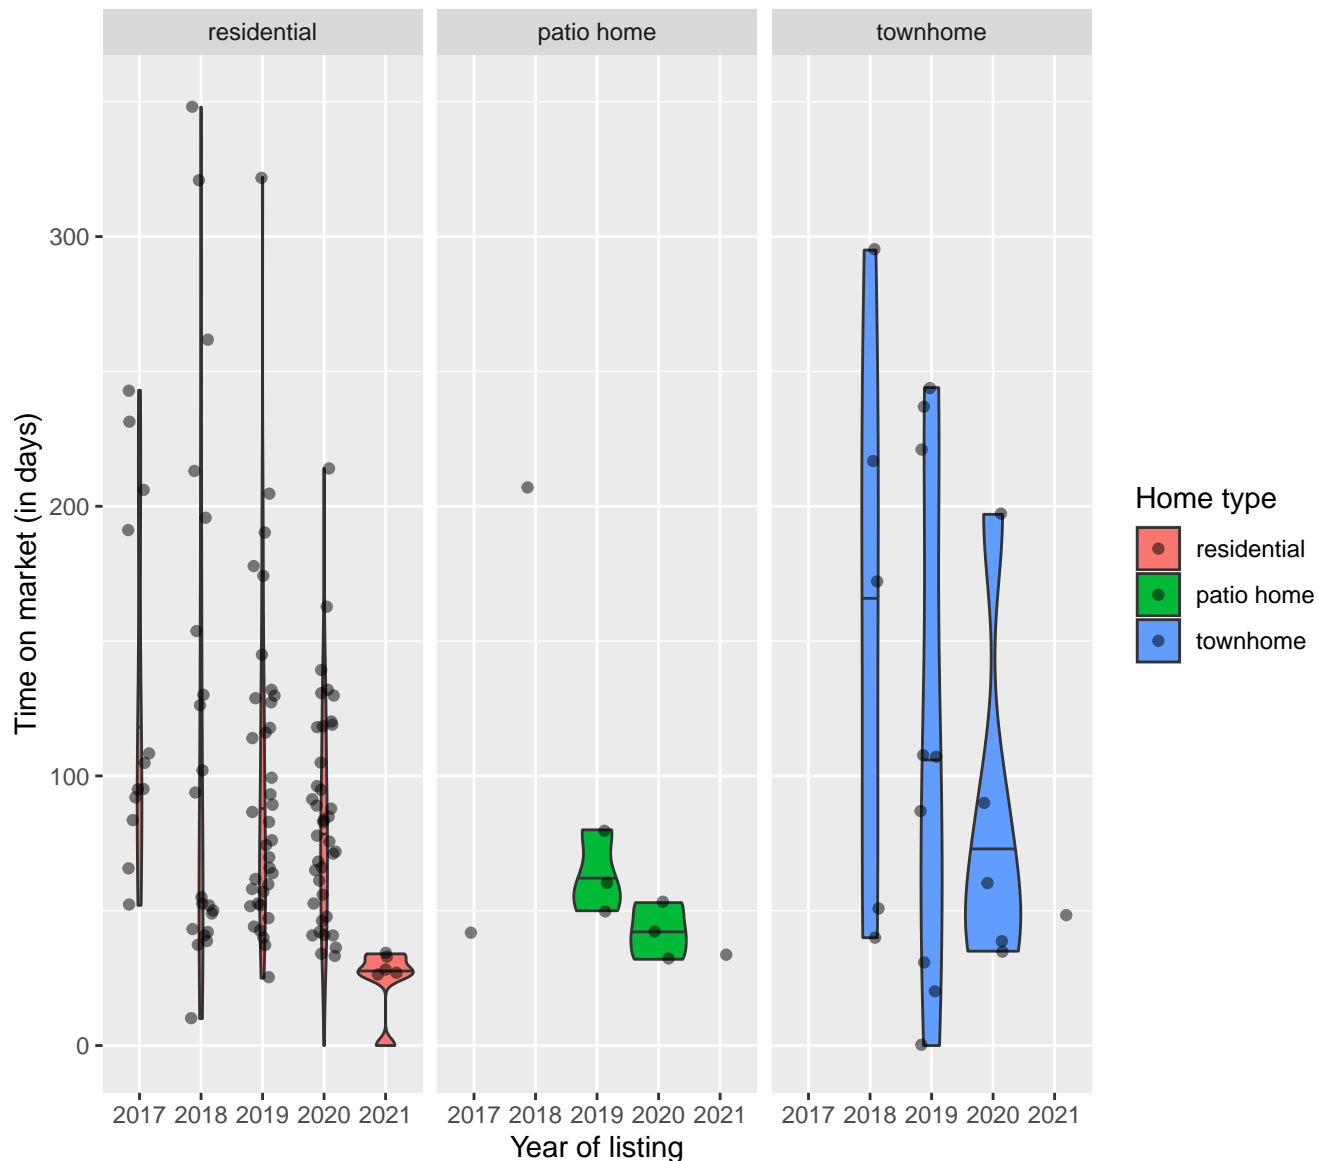 residential patio home townhome
300
200
100
0
Time on market (in days)
2017 2018 2019 2020 2021 2017 2018 2019 2020 2021 2017 2018 2019 2020 2021
Year of listing
Home type
residential
patio home
townhome